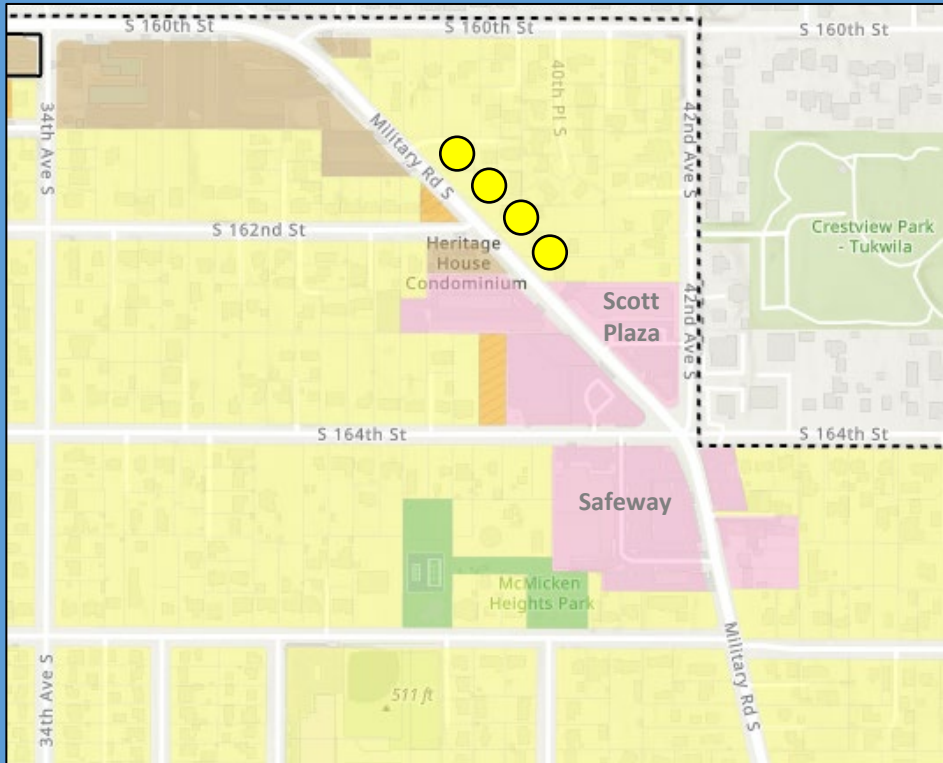 S 160th St
S 160th St
S 160th St
40th Pl S
34th Ave S
Military Rd S
42nd Ave S
S 162nd St
Crestview Park
- Tukwila
Heritage
House
Condominium
Scott
Plaza
42nd Ave S
S 164th St
S 164th St
Safeway
McMicken
Heights Park
Military Rd S
34th Ave S
511 ft